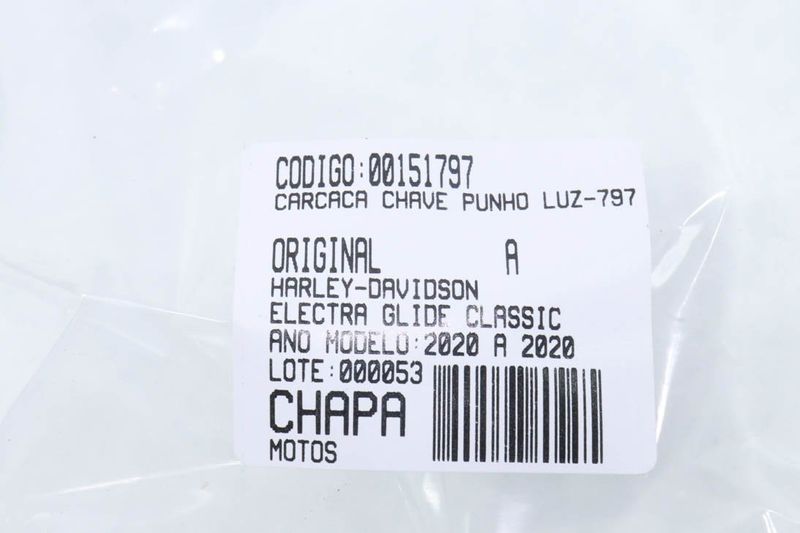 CODIGO:00151797
CARCACA CHAVE PUNHO LUZ-797
ORIGINAL A
HARLEY-DAVIDSON
ELECTRA GLIDE CLASSIC
ANO MODELO:2020 A 2020
LOTE:000053
CHAPA
MOTOS